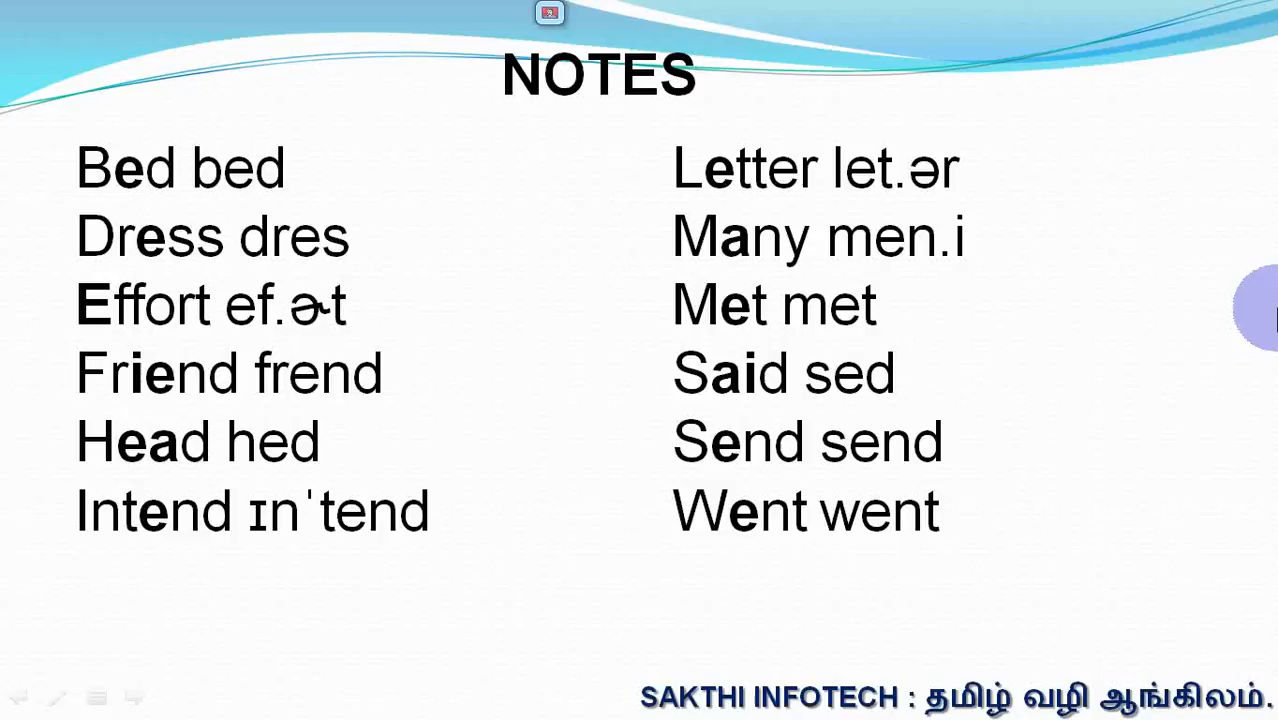 NOTES
Bed bed
Dress dres
Effort ef.ɚt
Friend frend
Head hed
Intend ɪnˈtend
Letter let.ər
Many men.i
Met met
Said sed
Send send
Went went
SAKTHI INFOTECH : தமிழ் வழி ஆங்கிலம்.